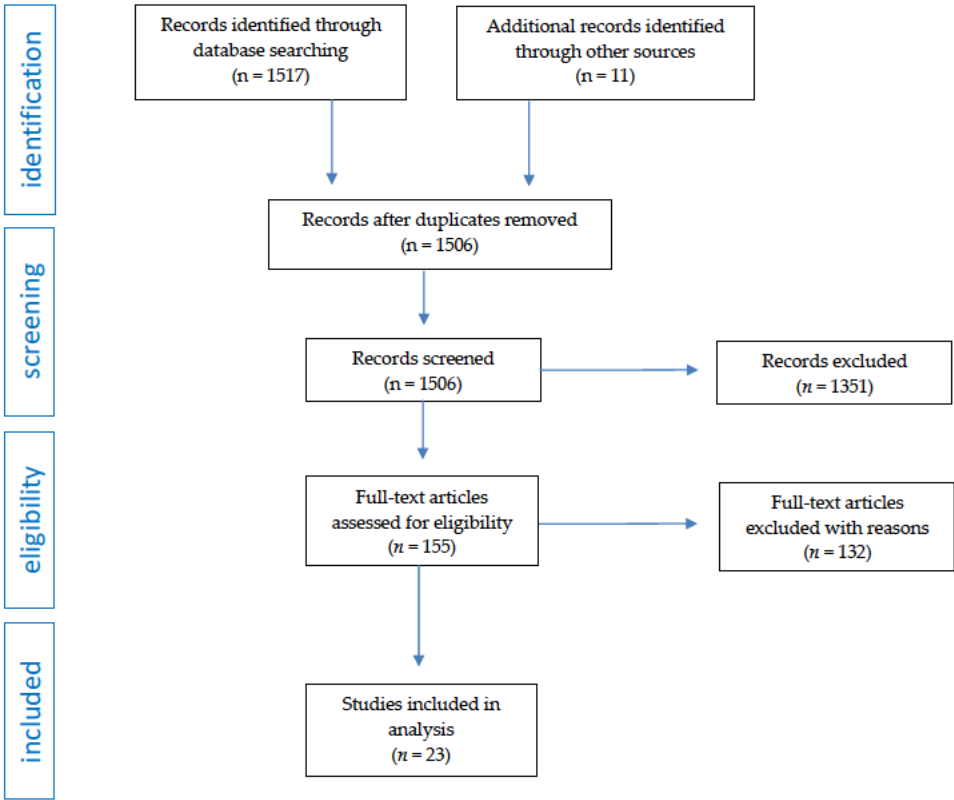 identification
Records identified through
database searching
(n = 1517)
Additional records identified
through other sources
(n = 11)
Records after duplicates removed
(n = 1506)
screening
Records screened
(n = 1506)
Records excluded
(n = 1351)
eligibility
Full-text articles
assessed for eligibility
(n = 155)
Full-text articles
excluded with reasons
(n = 132)
included
Studies included in
analysis
(n = 23)